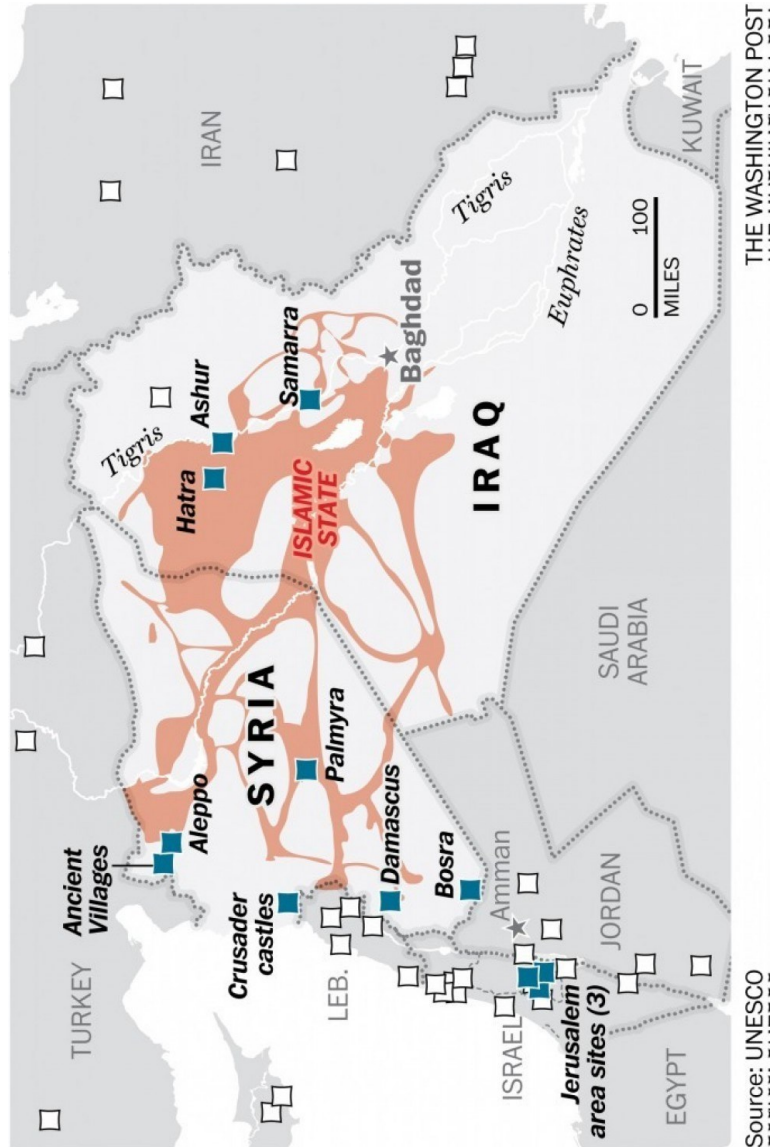 TURKEY
Ancient
Villages
Aleppo
Tigris
Hatra
Ashur
IRAN
SYRIA
Crusader
castles
Palmyra
ISLAMIC
STATE
Samarra
LEB.
Damascus
Baghdad
Tigris
Bosra
IRAQ
Euphrates
ISRAEL
Amman
Jerusalem
area sites (3)
JORDAN
SAUDI
ARABIA
0 100
MILES
EGYPT
KUWAIT
Source: UNESCO
THE WASHINGTON POST